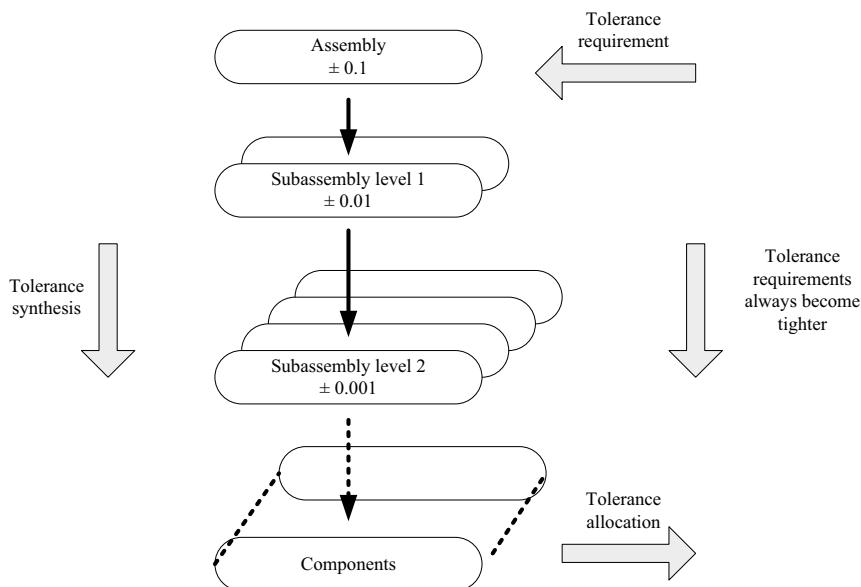 Tolerance
requirement
Assembly
± 0.1
Subassembly level 1
± 0.01
Tolerance
synthesis
Tolerance
requirements
always become
tighter
Subassembly level 2
± 0.001
Tolerance
allocation
Components